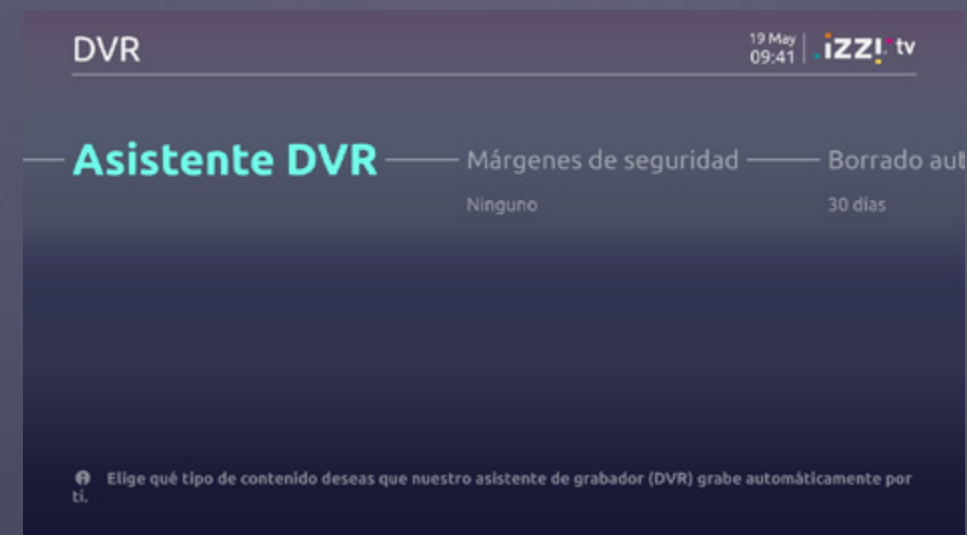 DVR
19 May
09:41
izzi tv
Asistente DVR
Márgenes de seguridad
Borrado aut
Ninguno
30 días
Elige qué tipo de contenido deseas que nuestro asistente de grabador (DVR) grabe automáticamente por
ti.